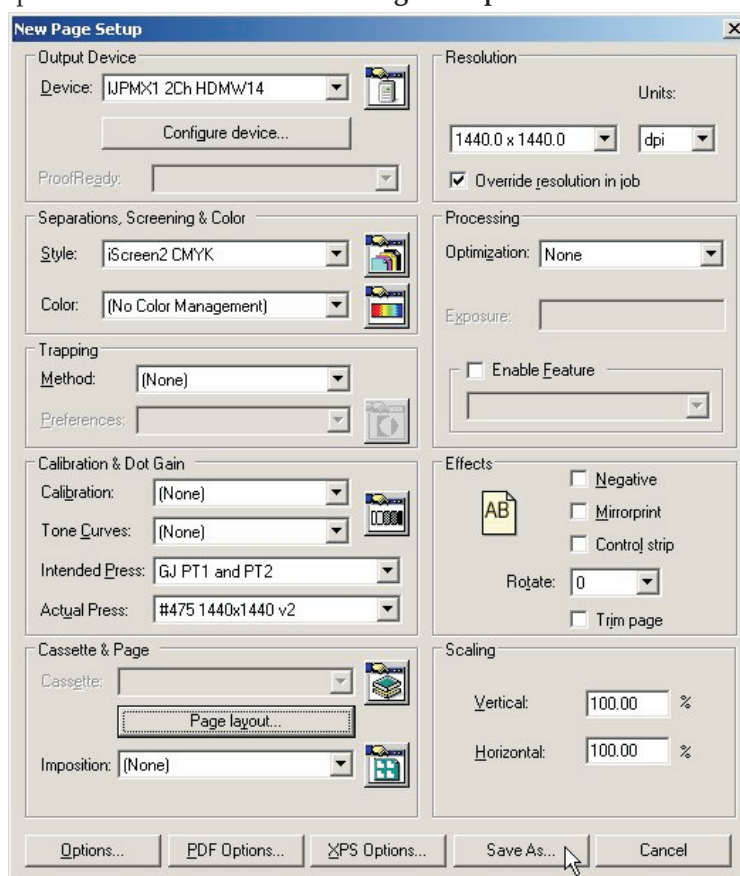 New Page Setup
Output Device
Device: IJPMX1 2Ch HDMW14
Configure device...
ProofReady:
Separations, Screening & Color
Style: iScreen2 CMYK
Color: (No Color Management)
Trapping
Method: (None)
Preferences:
Calibration & Dot Gain
Calibration: (None)
Tone Curves: (None)
Intended Press: GJ PT1 and PT2
Actual Press: #475 1440x1440 v2
Cassette & Page
Cassette:
Page layout...
Imposition: (None)
Resolution
Units:
1440.0 x 1440.0 dpi
Override resolution in job
Processing
Optimization: None
Exposure:
Enable Feature
Effects
AB
Negative
Mirrorprint
Control strip
Rotate: 0
Trim page
Scaling
Vertical: 100.00 %
Horizontal: 100.00 %
Options... PDF Options... XPS Options... Save As... Cancel